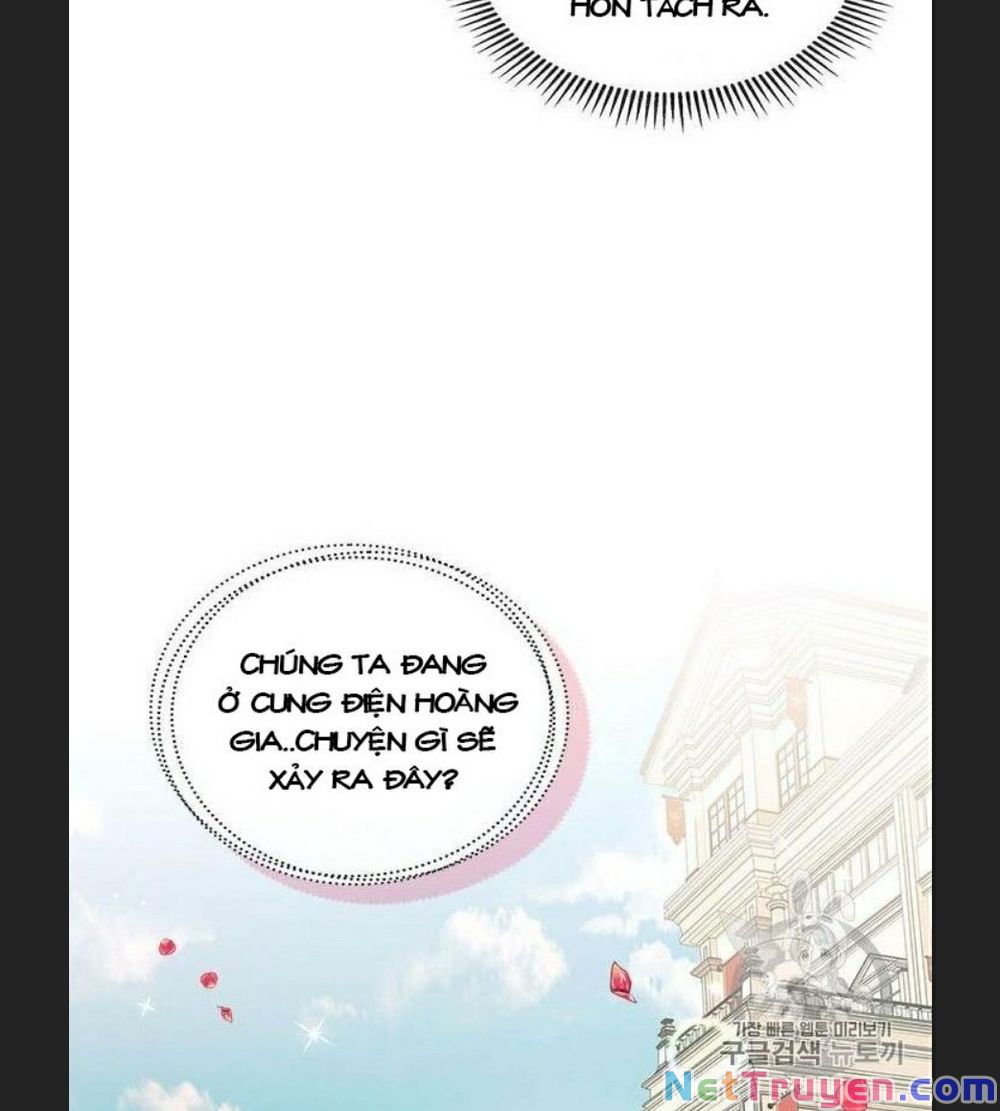 HỒN TÁCH RA.
CHÚNG TA ĐANG
Ở CUNG ĐIỆN HOÀNG
GIA..CHUYỆN GÌ SẼ
XẢY RA ĐÂY?
가장 빠른 웹툰 미리보기
구글검색 뉴토끼
NetTruyen.com